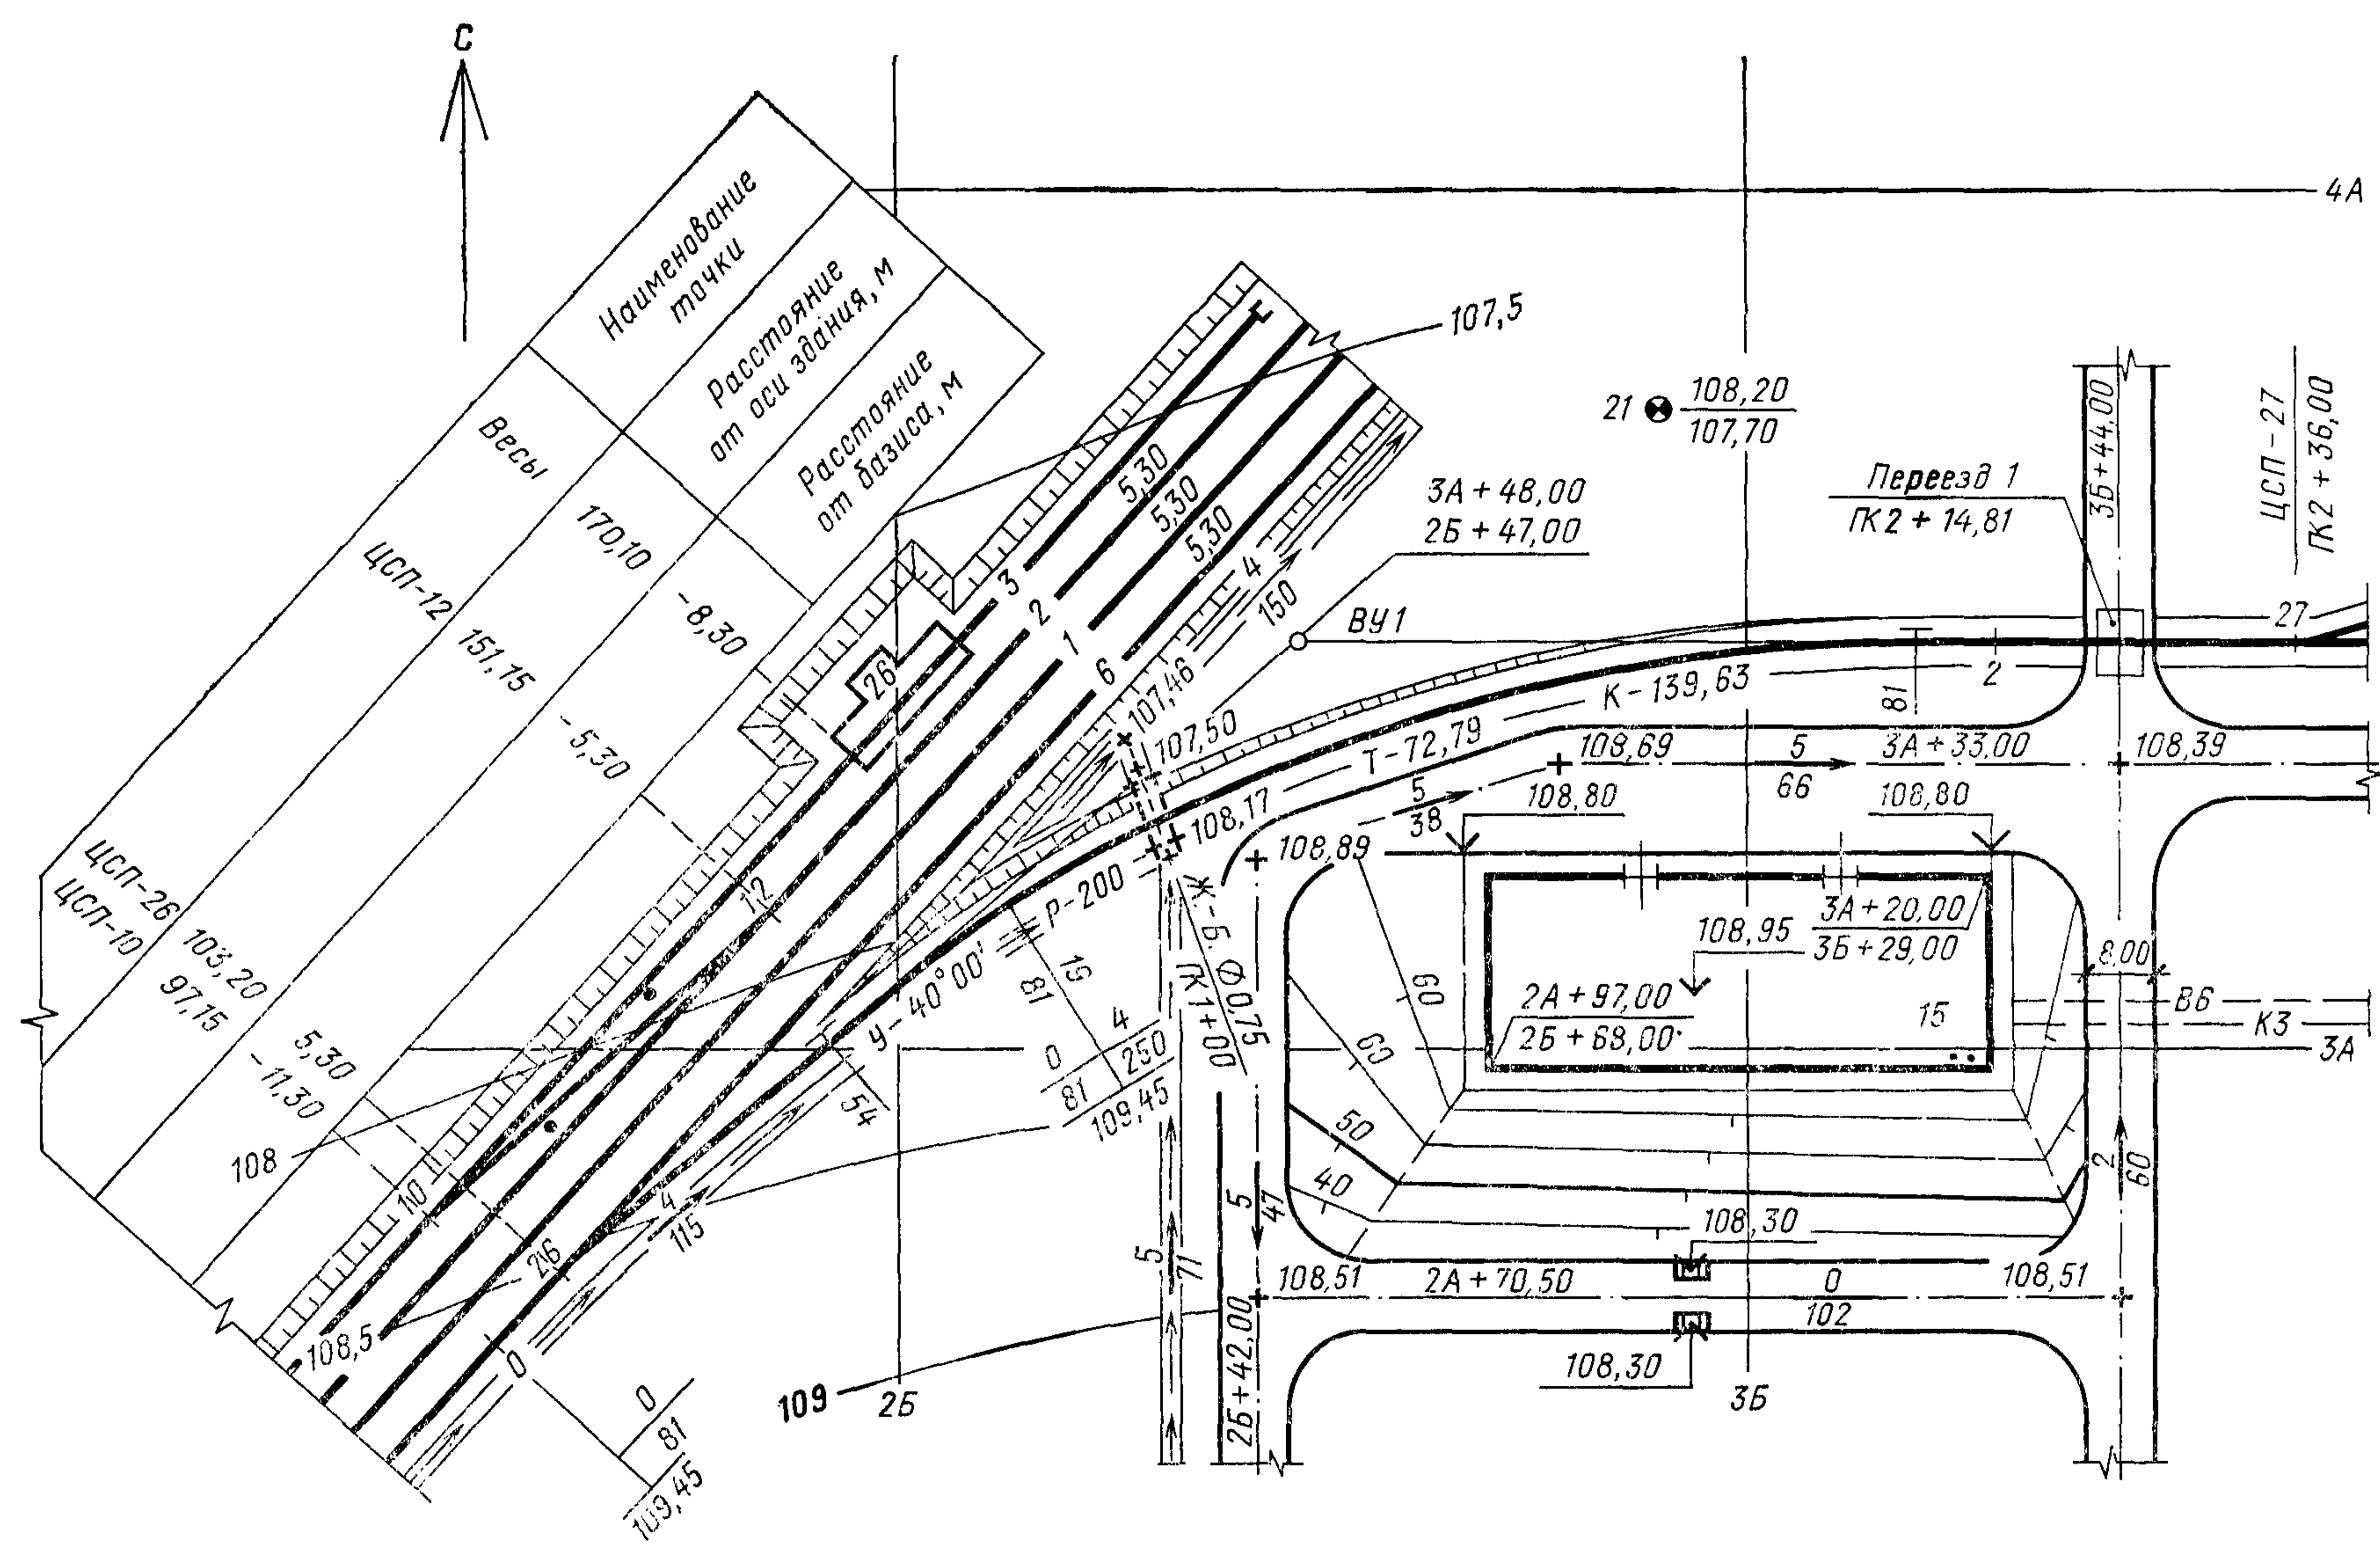 С
Наименование
точки
Расстояние
от оси здания, м
Расстояние
от базиса, м
Весы
170,10
-8,30
ЦСП-12
151,15
-5,30
ЦСП-26
103,20
5,30
ЦСП-10
97,15
-11,30
4А
107,5
21
108,20
107,70
3А+48,00
2Б+47,00
ВУ1
Переезд 1
ПК2+14,81
3Б+44,00
ЦСП-27
ПК2+36,00
27
5,30
5,30
5,30
3
2
1
6
4
150
26
107,46
107,50
108,17
К-139,63
Т-72,79
Р-200
У-40°00'
81
2
108,69
5
66
3А+33,00
108,39
5
38
108,80
108,80
108,89
Ж.-Б. Ø0,75
ПК1+00
12
19
81
4
250
0
81
109,45
54
108,95
3А+20,00
3Б+29,00
2А+97,00
2Б+68,00
15
8,00
В6
К3
3А
60
60
50
40
108
10
26
4
115
108,5
0
0
81
109,45
109
2Б
5
71
5
47
2Б+42,00
108,51
2А+70,50
108,30
0
102
108,51
108,30
3Б
2
60